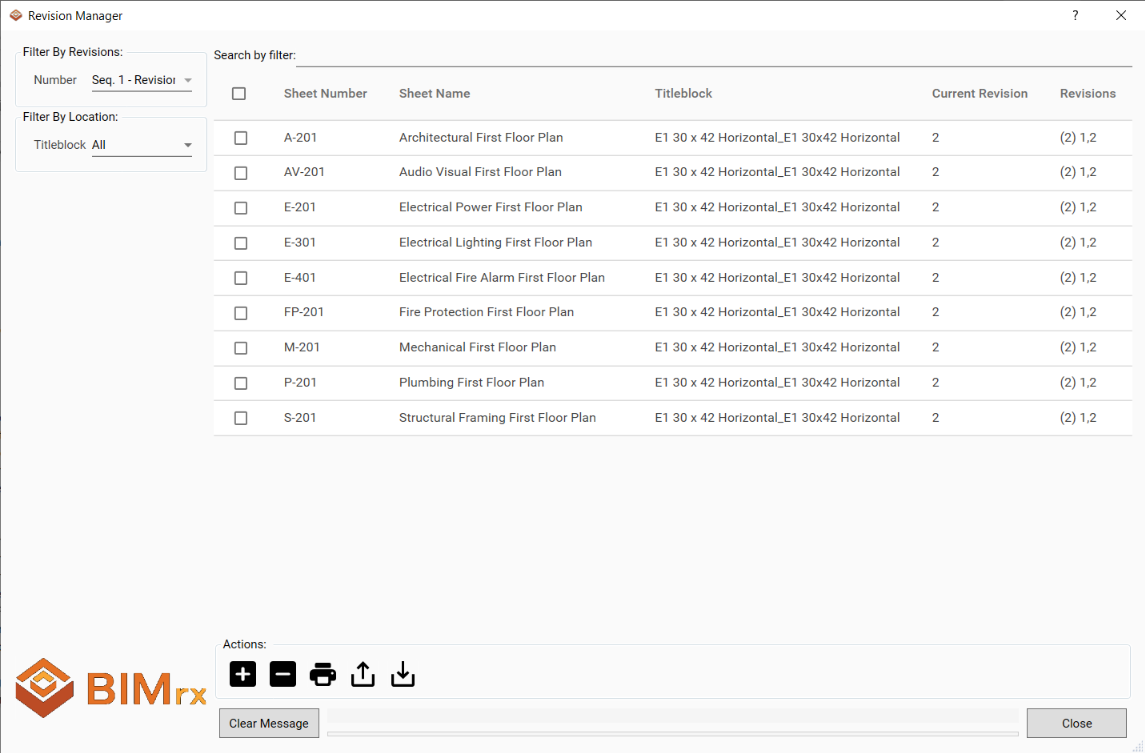 Revision Manager
?
Filter By Revisions:
Number Seq. 1 - Revision
Filter By Location:
Titleblock All
Search by filter:
Sheet Number Sheet Name Titleblock Current Revision Revisions
A-201 Architectural First Floor Plan E1 30 x 42 Horizontal_E1 30x42 Horizontal 2 (2) 1,2
AV-201 Audio Visual First Floor Plan E1 30 x 42 Horizontal_E1 30x42 Horizontal 2 (2) 1,2
E-201 Electrical Power First Floor Plan E1 30 x 42 Horizontal_E1 30x42 Horizontal 2 (2) 1,2
E-301 Electrical Lighting First Floor Plan E1 30 x 42 Horizontal_E1 30x42 Horizontal 2 (2) 1,2
E-401 Electrical Fire Alarm First Floor Plan E1 30 x 42 Horizontal_E1 30x42 Horizontal 2 (2) 1,2
FP-201 Fire Protection First Floor Plan E1 30 x 42 Horizontal_E1 30x42 Horizontal 2 (2) 1,2
M-201 Mechanical First Floor Plan E1 30 x 42 Horizontal_E1 30x42 Horizontal 2 (2) 1,2
P-201 Plumbing First Floor Plan E1 30 x 42 Horizontal_E1 30x42 Horizontal 2 (2) 1,2
S-201 Structural Framing First Floor Plan E1 30 x 42 Horizontal_E1 30x42 Horizontal 2 (2) 1,2
Actions:
BIMrx
Clear Message
Close